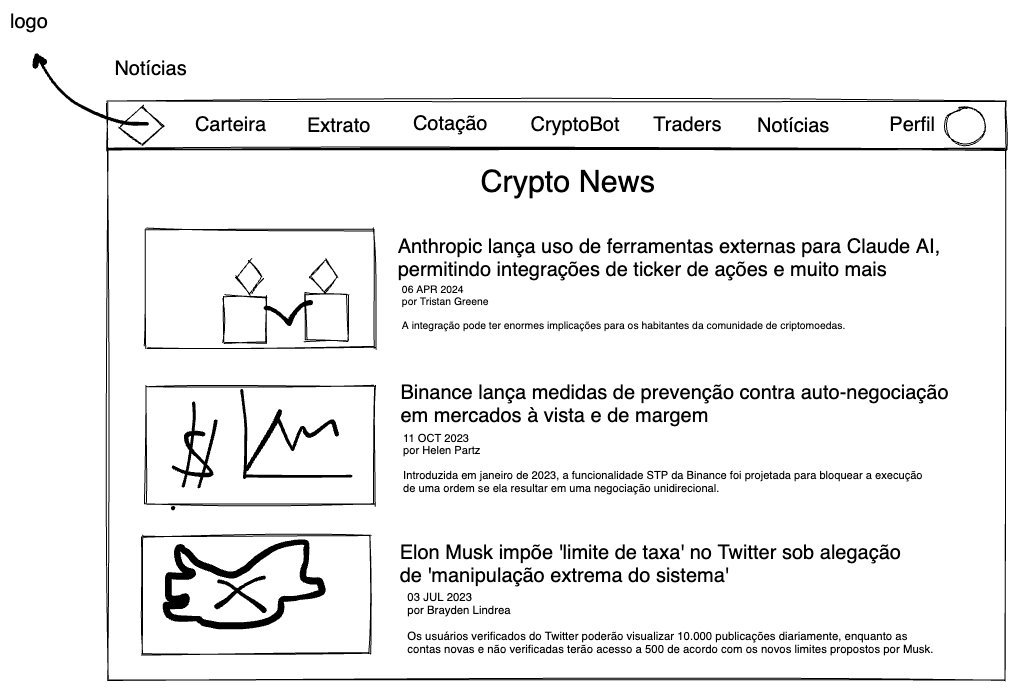 logo
Notícias
Carteira Extrato Cotação CryptoBot Traders Notícias Perfil
Crypto News
Anthropic lança uso de ferramentas externas para Claude AI,
permitindo integrações de ticker de ações e muito mais
06 APR 2024
por Tristan Greene
A integração pode ter enormes implicações para os habitantes da comunidade de criptomoedas.
$
Binance lança medidas de prevenção contra auto-negociação
em mercados à vista e de margem
11 OCT 2023
por Helen Partz
Introduzida em janeiro de 2023, a funcionalidade STP da Binance foi projetada para bloquear a execução
de uma ordem se ela resultar em uma negociação unidirecional.
X
Elon Musk impõe 'limite de taxa' no Twitter sob alegação
de 'manipulação extrema do sistema'
03 JUL 2023
por Brayden Lindrea
Os usuários verificados do Twitter poderão visualizar 10.000 publicações diariamente, enquanto as
contas novas e não verificadas terão acesso a 500 de acordo com os novos limites propostos por Musk.